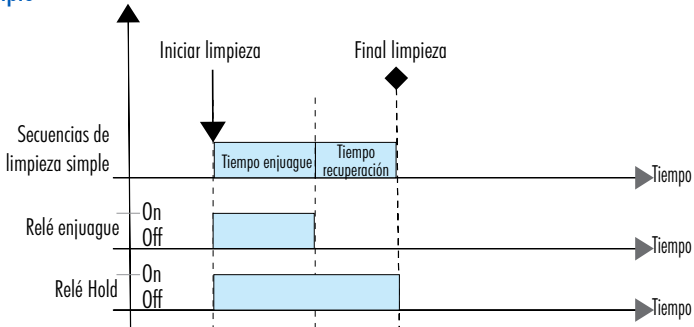 Iniciar limpieza
Final limpieza
Secuencias de
limpieza simple
Tiempo enjuague
Tiempo
recuperación
Tiempo
Relé enjuague
On
Off
Tiempo
Relé Hold
On
Off
Tiempo